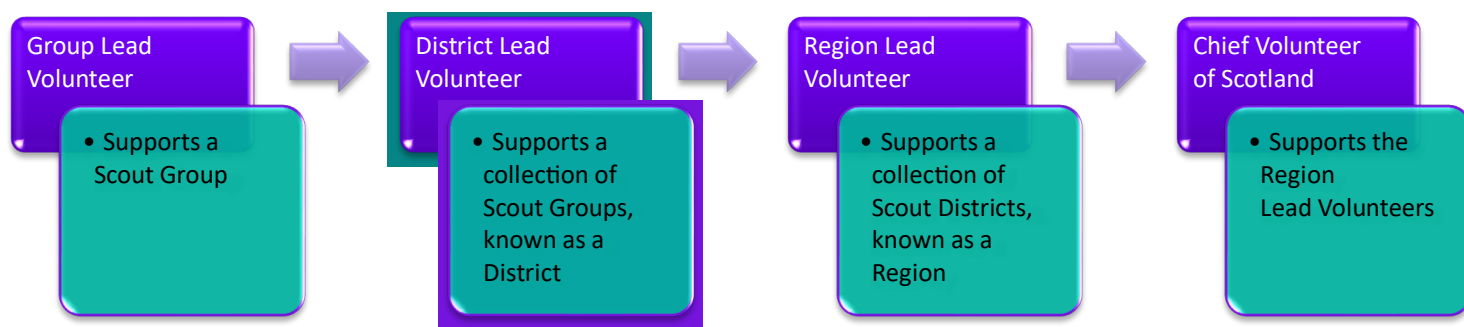 Group Lead
Volunteer
• Supports a
Scout Group
District Lead
Volunteer
• Supports a
collection of
Scout Groups,
known as a
District
Region Lead
Volunteer
• Supports a
collection of
Scout Districts,
known as a
Region
Chief Volunteer
of Scotland
• Supports the
Region
Lead Volunteers